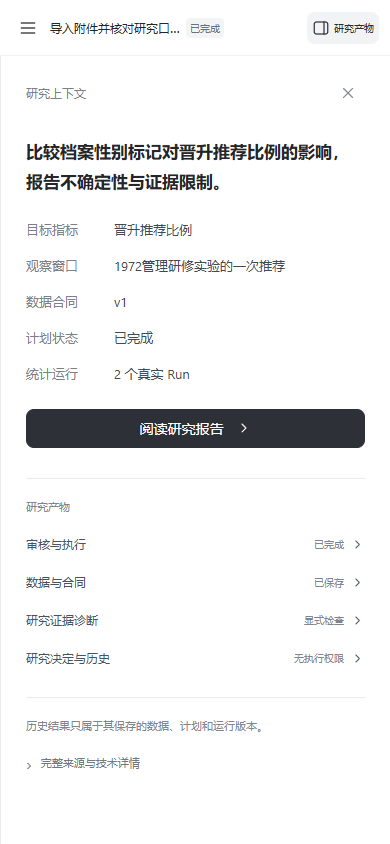 导入附件并核对研究口... 已完成 研究产物
研究上下文
比较档案性别标记对晋升推荐比例的影响，
报告不确定性与证据限制。
目标指标 晋升推荐比例
观察窗口 1972管理研修实验的一次推荐
数据合同 v1
计划状态 已完成
统计运行 2 个真实 Run
阅读研究报告
研究产物
审核与执行 已完成
数据与合同 已保存
研究证据诊断 显式检查
研究决定与历史 无执行权限
历史结果只属于其保存的数据、计划和运行版本。
完整来源与技术详情